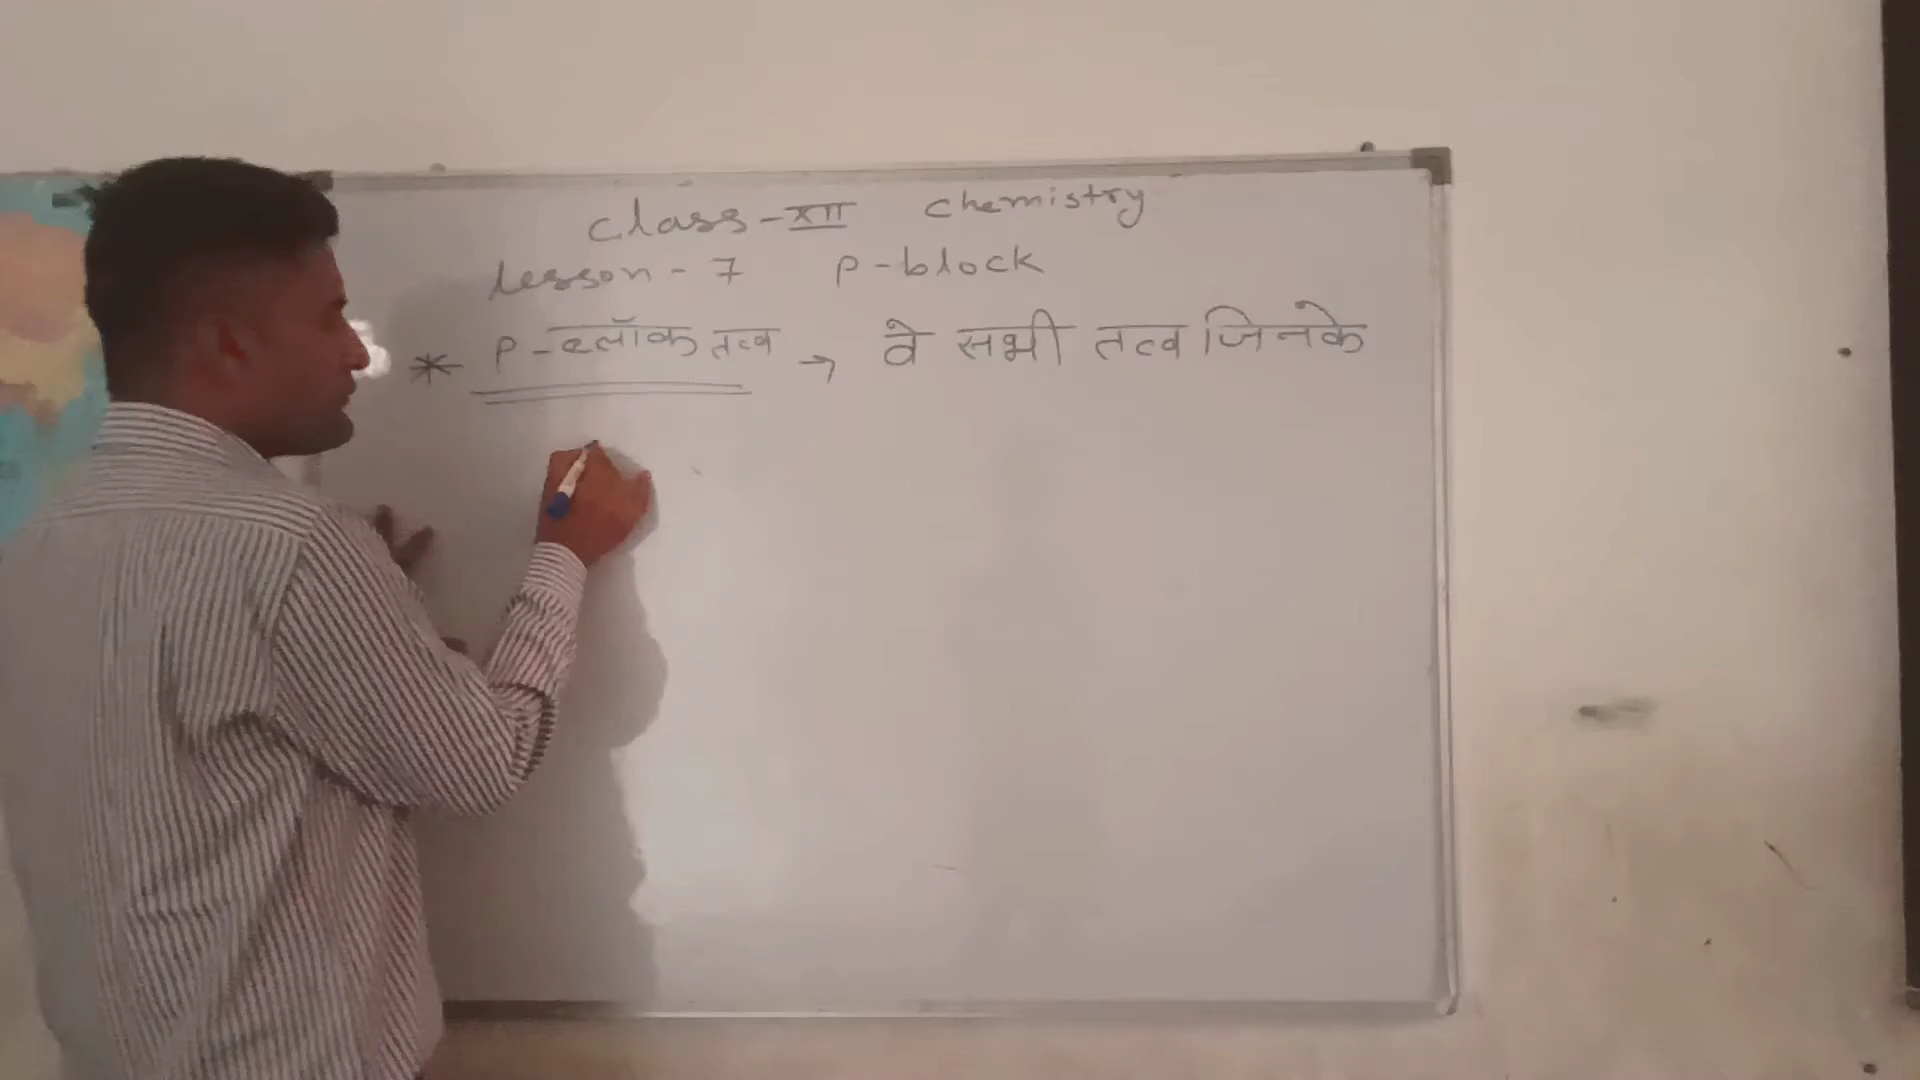 Class-XII Chemistry
Lesson-7 P-block
* P-ब्लॉक तत्व → वे सभी तत्व जिनके